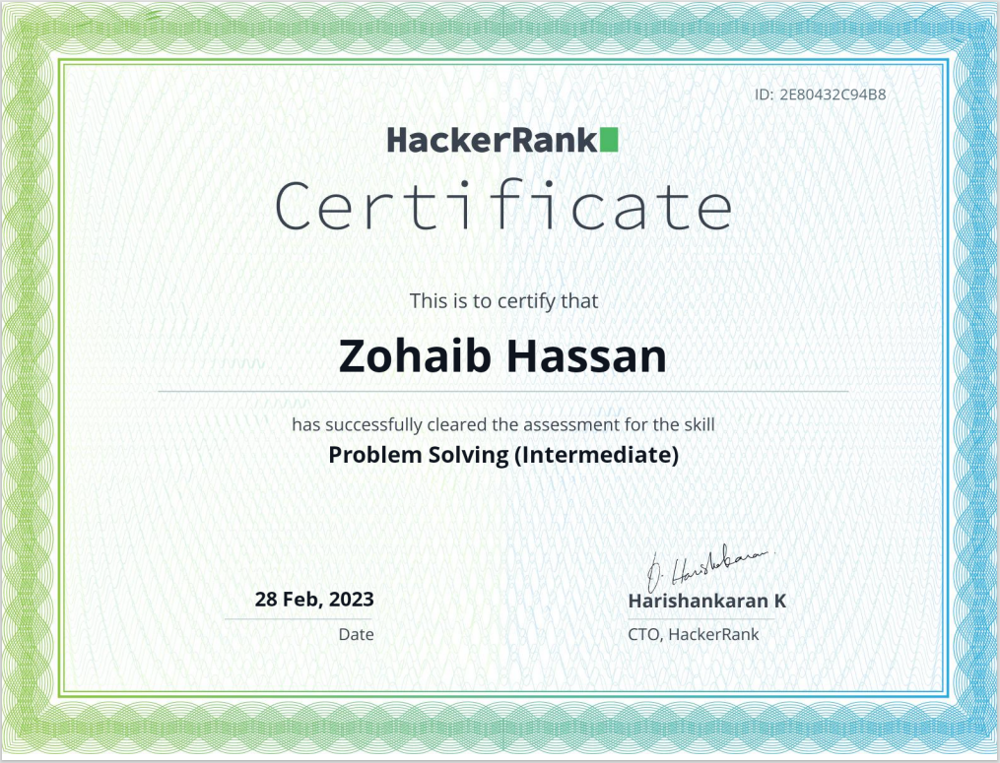 ID: 2E80432C94B8
HackerRank
Certificate
This is to certify that
Zohaib Hassan
has successfully cleared the assessment for the skill
Problem Solving (Intermediate)
28 Feb, 2023
Date
J. Harishabaran
Harishankaran K
CTO, HackerRank